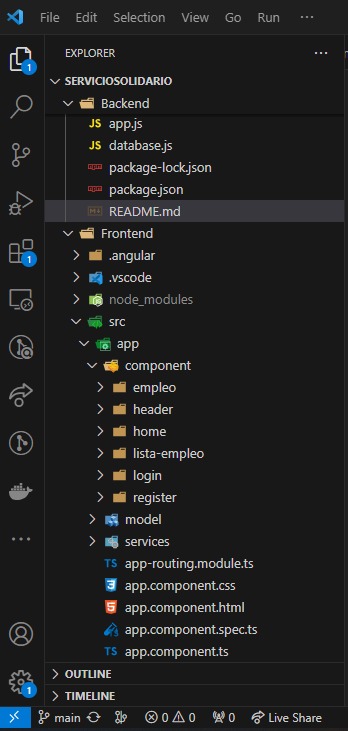 File Edit View Go Run ...
EXPLORER ...
SERVICIOSOLIDARIO
Backend
JS app.js
JS database.js
package-lock.json
package.json
README.md
Frontend
.angular
.vscode
node_modules
src
app
component
empleo
header
home
lista-empleo
login
register
model
services
TS app-routing.module.ts
app.component.css
app.component.html
app.component.spec.ts
TS app.component.ts
OUTLINE
TIMELINE
main 0 0 0 Live Share
1
1
1